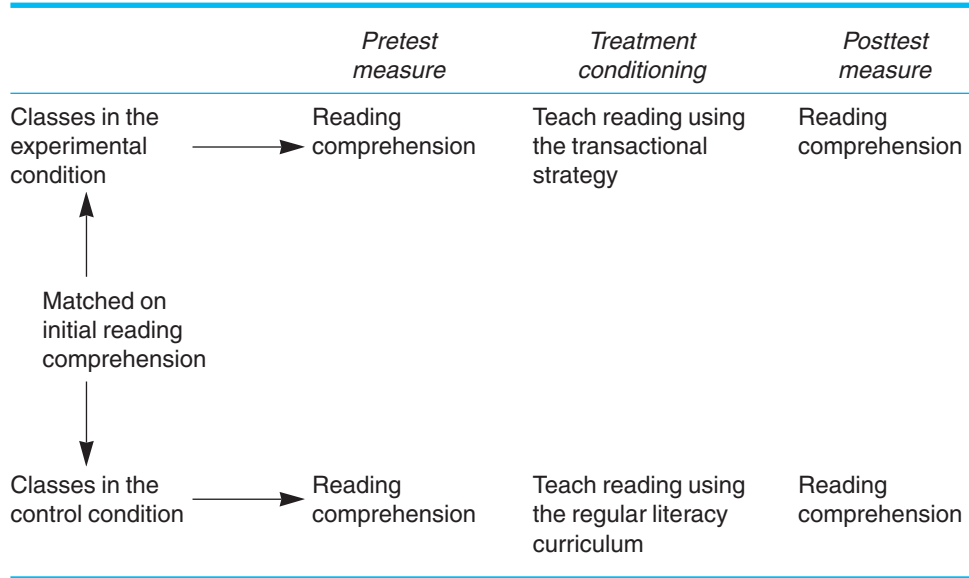 Pretest
measure
Treatment
conditioning
Posttest
measure
Classes in the
experimental
condition
Reading
comprehension
Teach reading using
the transactional
strategy
Reading
comprehension
Matched on
initial reading
comprehension
Classes in the
control condition
Reading
comprehension
Teach reading using
the regular literacy
curriculum
Reading
comprehension